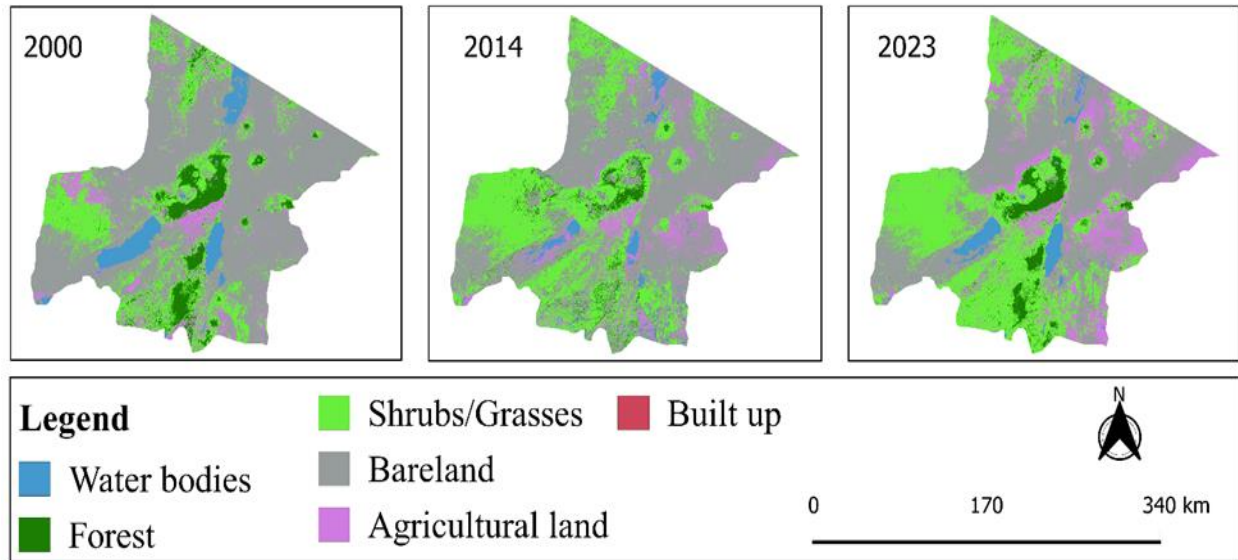 2000
2014
2023
Legend
Water bodies
Forest
Shrubs/Grasses
Bareland
Agricultural land
Built up
N
0 170 340 km